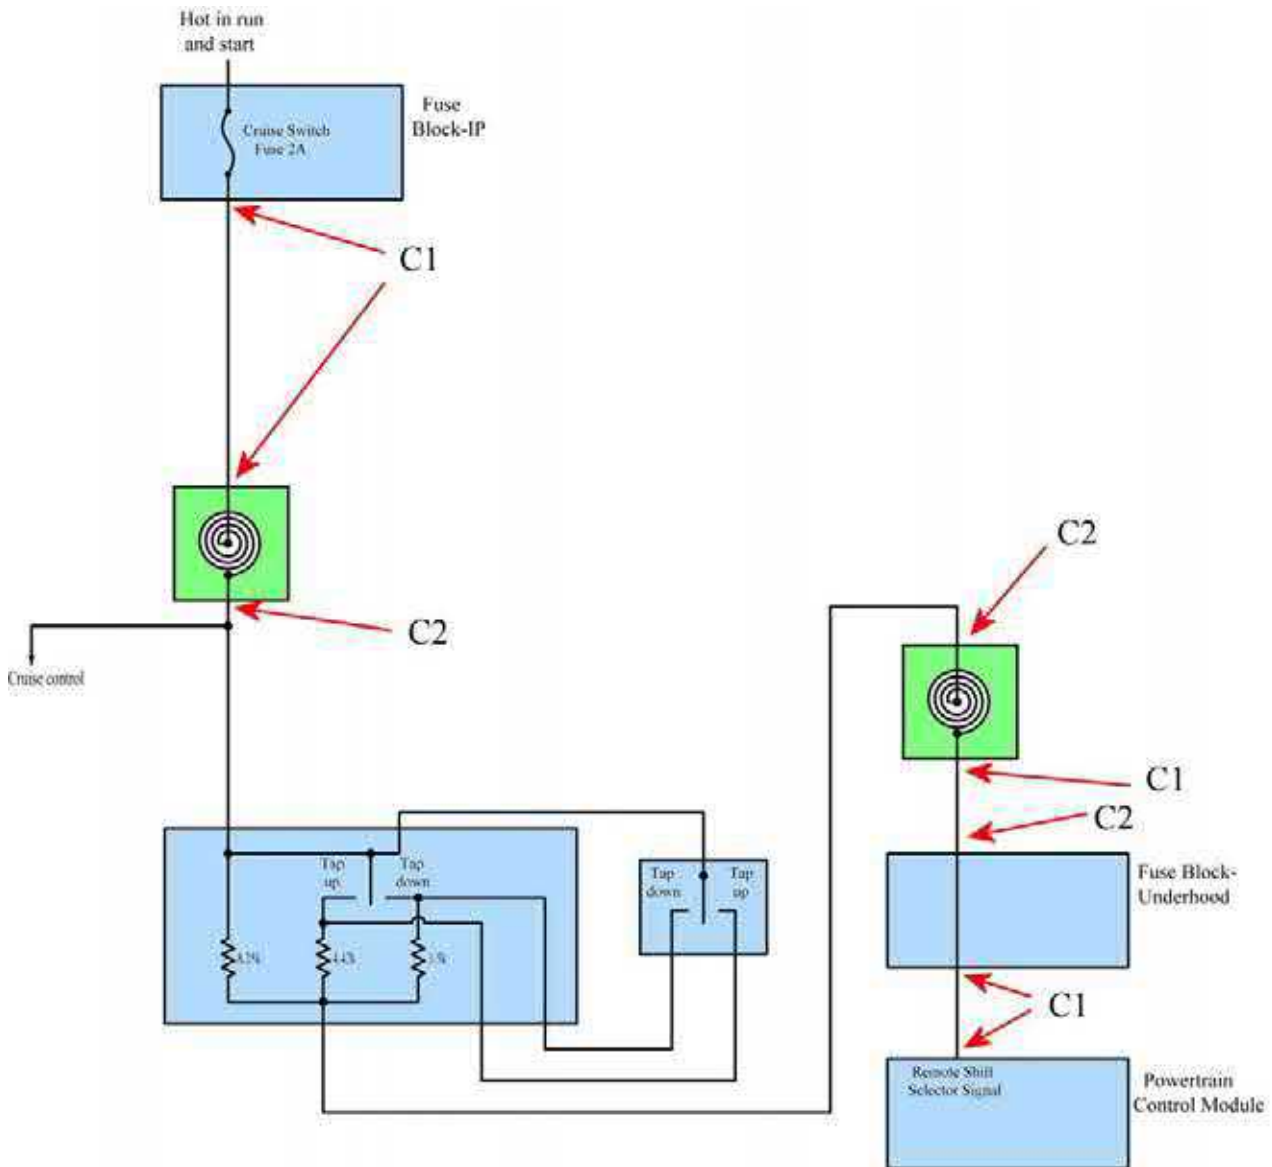 Hot in run
and start
Fuse
Block-IP
Cruise Switch
Fuse 2A
C1
C2
C2
Cruise control
C1
C2
Tap
up
Tap
down
Tap
down
Tap
up
Fuse Block-
Underhood
4.42k
C1
Remote Shift
Selector Signal
Powertrain
Control Module